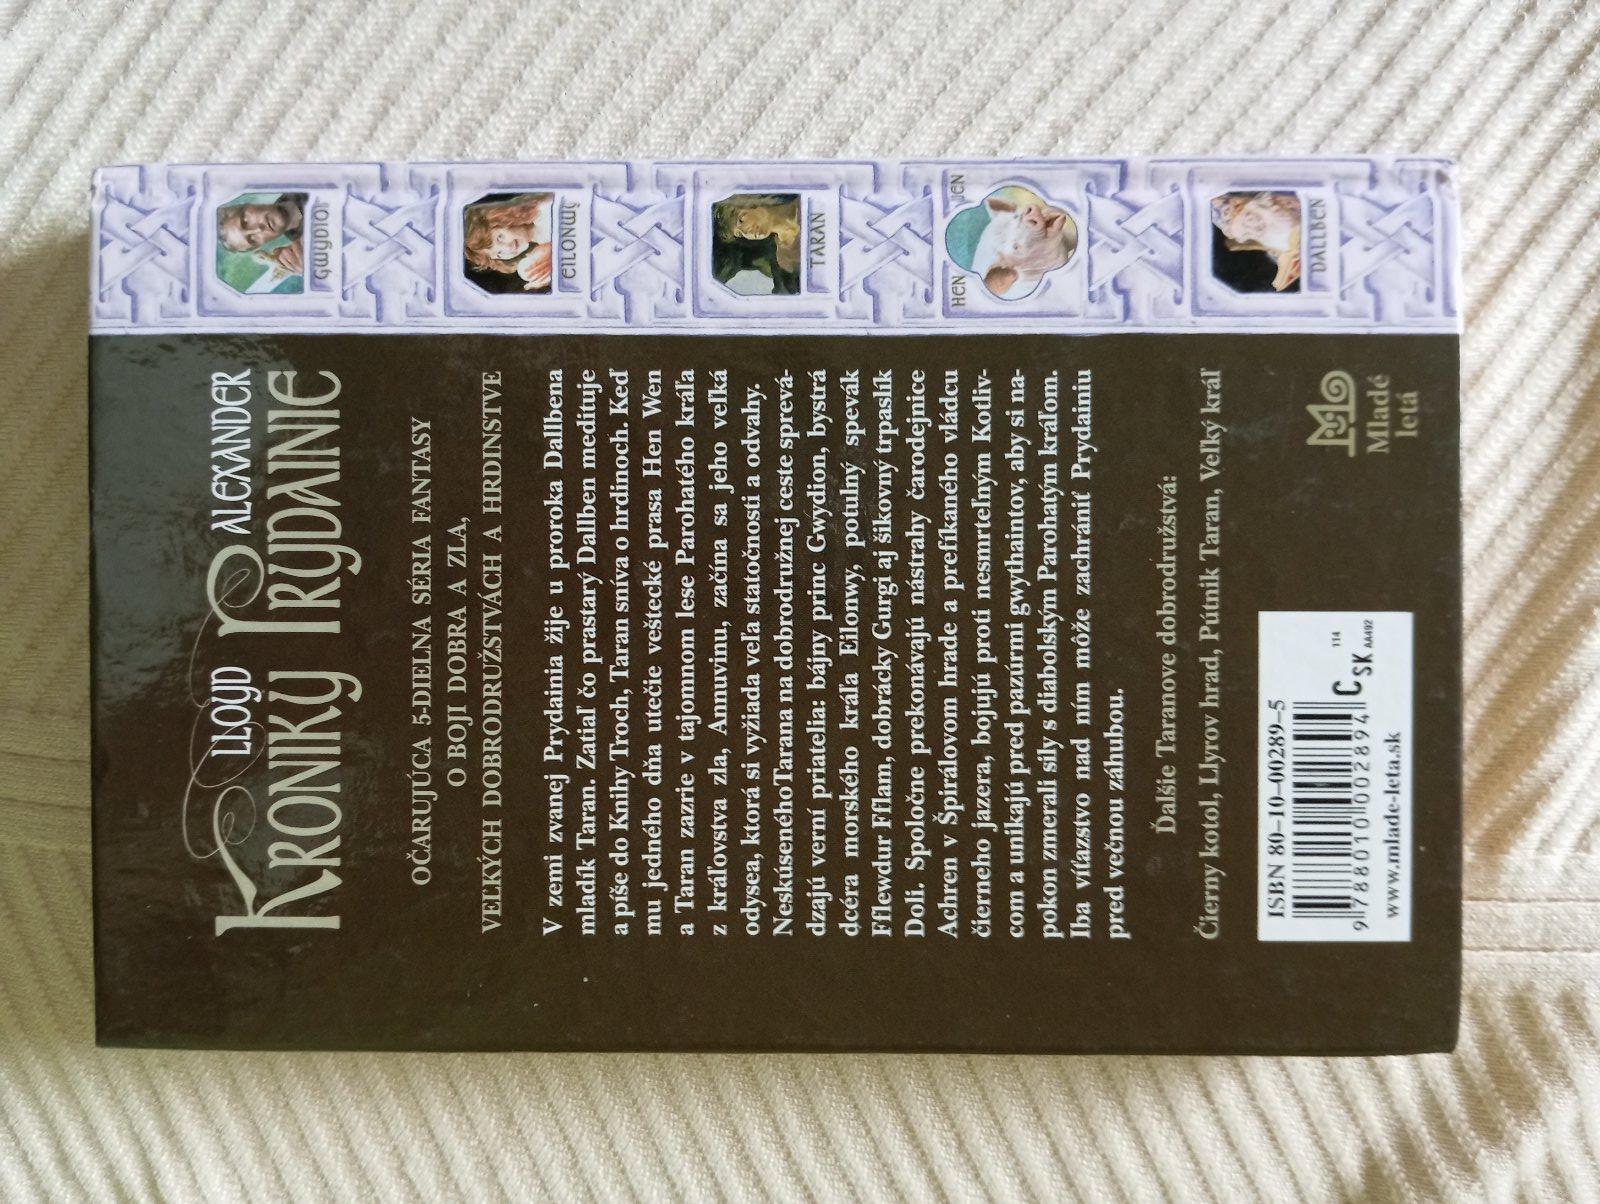 LLOYD ALEXANDER
KRONIKY PRYDAINIE
OČARUJÚCA 5-DIELNA SÉRIA FANTASY
O BOJI DOBRA A ZLA,
VEĽKÝCH DOBRODRUŽSTVÁCH A HRDINSTVE
V zemi zvanej Prydainia žije u proroka Dallbena
mladík Taran. Zatiaľ čo prastarý Dallben medituje
a píše do Knihy Troch, Taran sníva o hrdinoch. Keď
mu jedného dňa utečie veštecké prasa Hen Wen
a Taran zazrie v tajomnom lese Parohatého kráľa
z kráľovstva zla, Annuvinu, začína sa jeho veľká
odysea, ktorá si vyžiada veľa statočnosti a odvahy.
Neskúseného Tarana na dobrodružnej ceste sprevá-
dzajú verní priatelia: bájny princ Gwydion, bystrá
dcéra morského kráľa Eilonwy, potulný spevák
Fflewdur Fflam, dobrácky Gurgi aj šikovný trpaslík
Doli. Spoločne prekonávajú nástrahy čarodejnice
Achren v Špirálovom hrade a prefíkaného vládcu
čierneho jazera, bojujú proti nesmrteľným Kotliv-
com a unikajú pred pazúrmi gwythaintov, aby si na-
pokon zmerali sily s diabolským Parohatým kráľom.
Iba víťazstvo nad ním môže zachrániť Prydainiu
pred večnou záhubou.
Ďalšie Taranove dobrodružstvá:
Čierny kotol, Llyrov hrad, Pútnik Taran, Veľký kráľ
ISBN 80-10-00289-5
9788010002894
C SK
114
AA492
www.mlade-leta.sk
Mladé
letá
GWYDION
EILONWY
TARAN
HEN WEN
DALLBEN